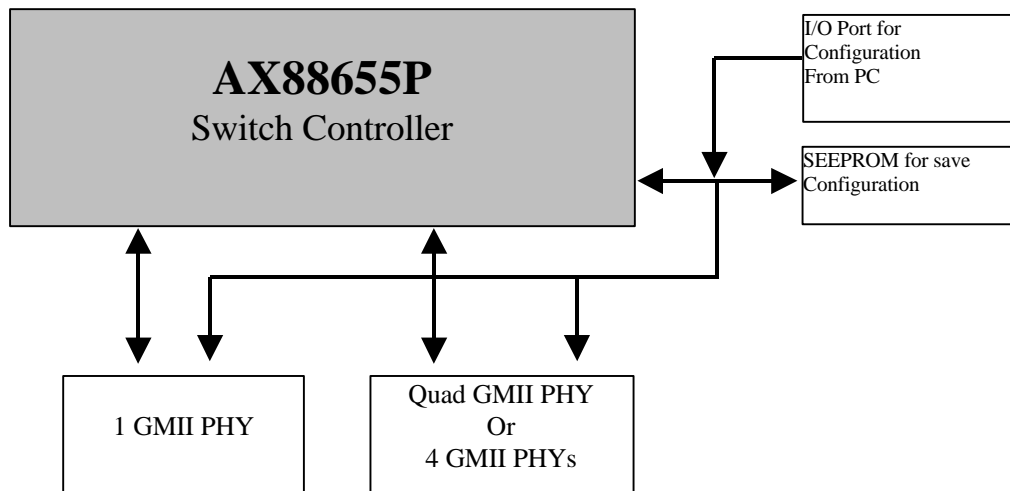 AX88655P
Switch Controller
I/O Port for
Configuration
From PC
SEEPROM for save
Configuration
1 GMII PHY
Quad GMII PHY
Or
4 GMII PHYs